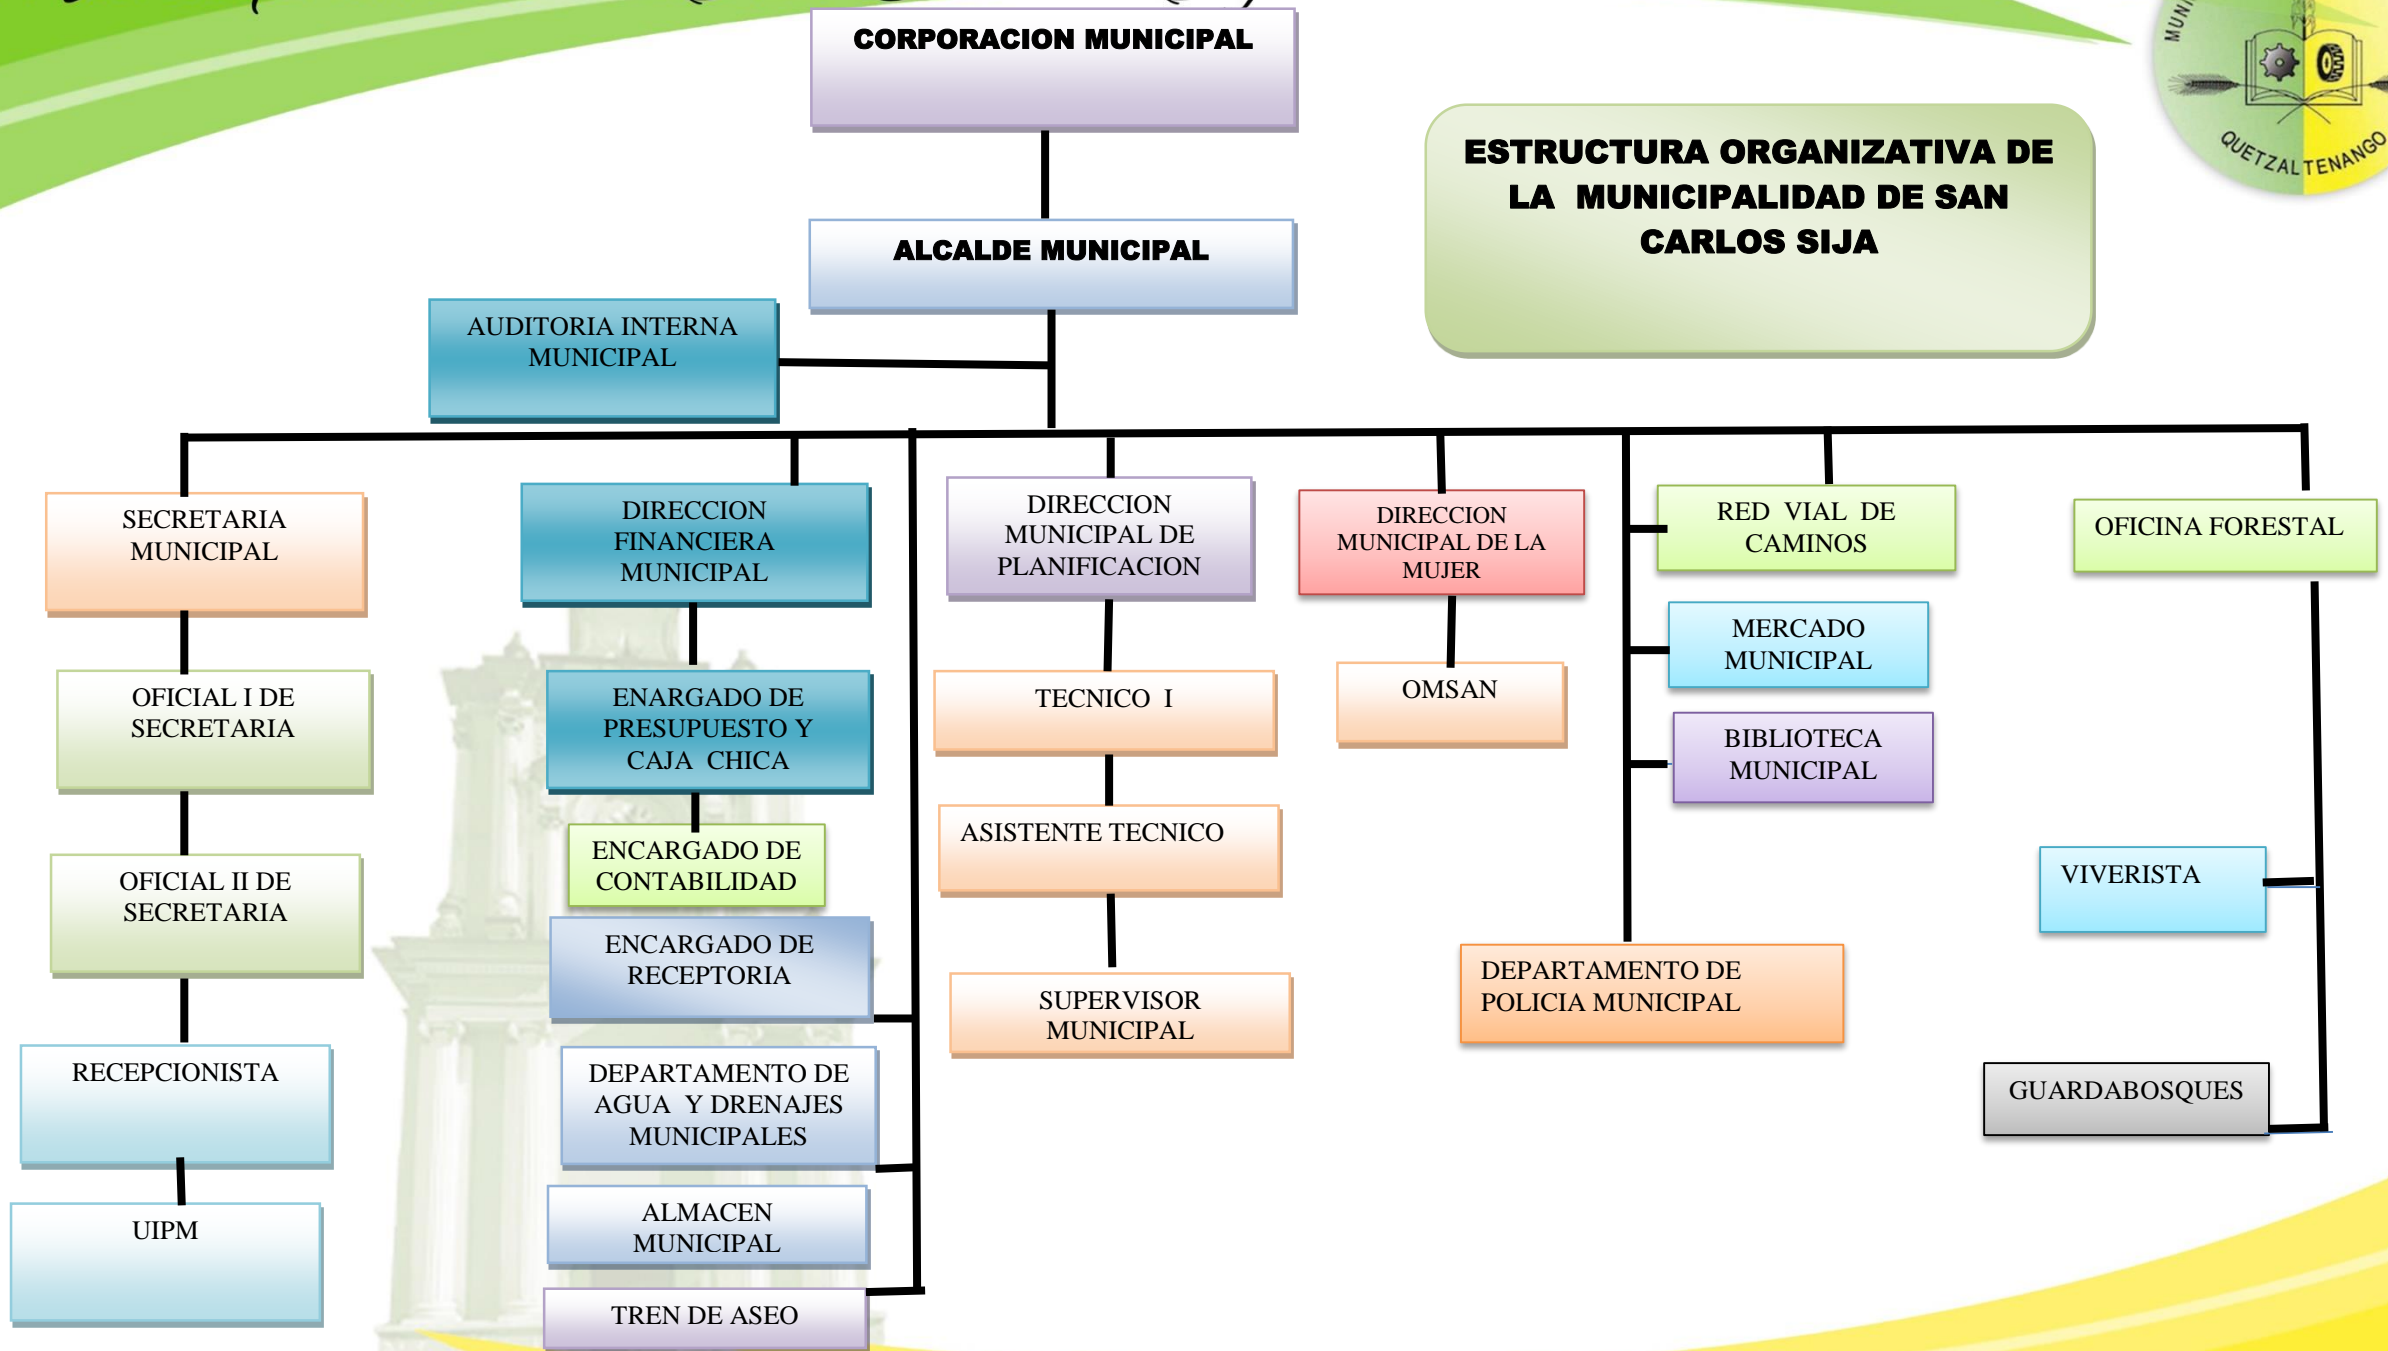 CORPORACION MUNICIPAL
ESTRUCTURA ORGANIZATIVA DE
LA MUNICIPALIDAD DE SAN
CARLOS SIJA
QUETZALTENANGO
ALCALDE MUNICIPAL
AUDITORIA INTERNA
MUNICIPAL
SECRETARIA
MUNICIPAL
OFICIAL I DE
SECRETARIA
OFICIAL II DE
SECRETARIA
RECEPCIONISTA
UIPM
DIRECCION
FINANCIERA
MUNICIPAL
ENARGADO DE
PRESUPUESTO Y
CAJA CHICA
ENCARGADO DE
CONTABILIDAD
ENCARGADO DE
RECEPTORIA
DEPARTAMENTO DE
AGUA Y DRENAJES
MUNICIPALES
ALMACEN
MUNICIPAL
TREN DE ASEO
DIRECCION
MUNICIPAL DE
PLANIFICACION
TECNICO I
ASISTENTE TECNICO
SUPERVISOR
MUNICIPAL
DIRECCION
MUNICIPAL DE LA
MUJER
OMSAN
RED VIAL DE
CAMINOS
MERCADO
MUNICIPAL
BIBLIOTECA
MUNICIPAL
DEPARTAMENTO DE
POLICIA MUNICIPAL
OFICINA FORESTAL
VIVERISTA
GUARDABOSQUES